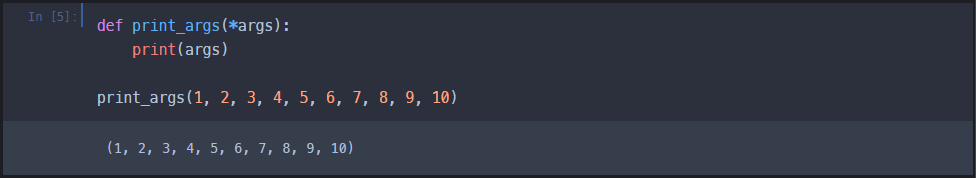 In [5]:
def print_args(*args):
    print(args)
print_args(1, 2, 3, 4, 5, 6, 7, 8, 9, 10)
(1, 2, 3, 4, 5, 6, 7, 8, 9, 10)